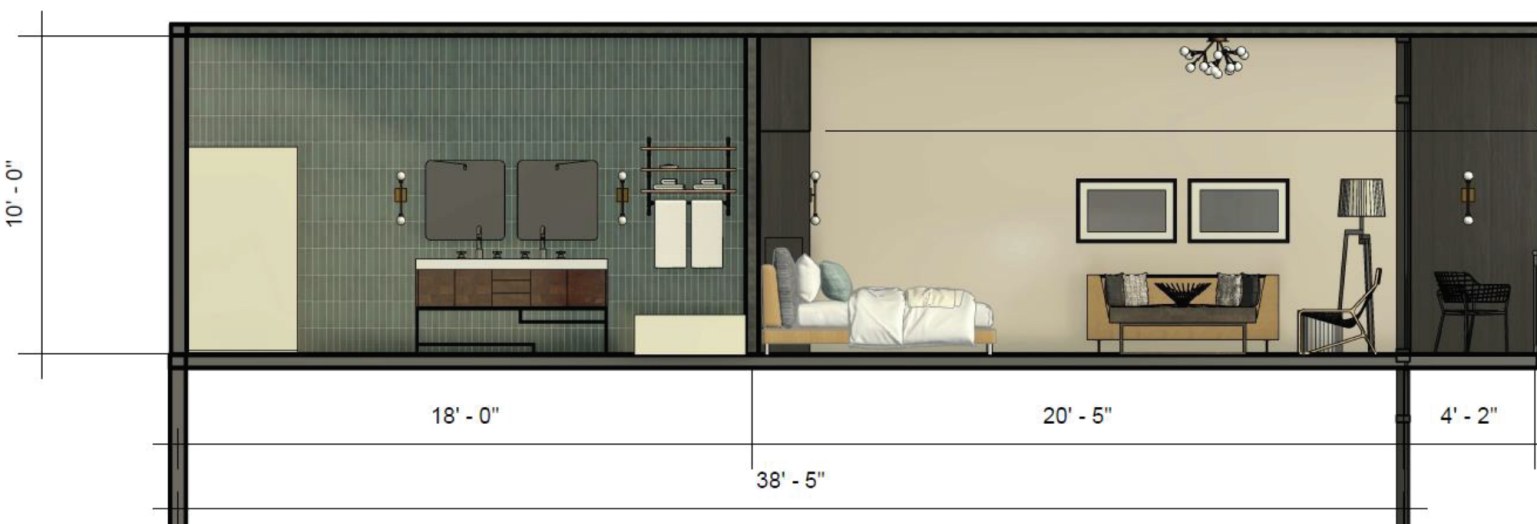 10' - 0"
18' - 0"
20' - 5"
4' - 2"
38' - 5"